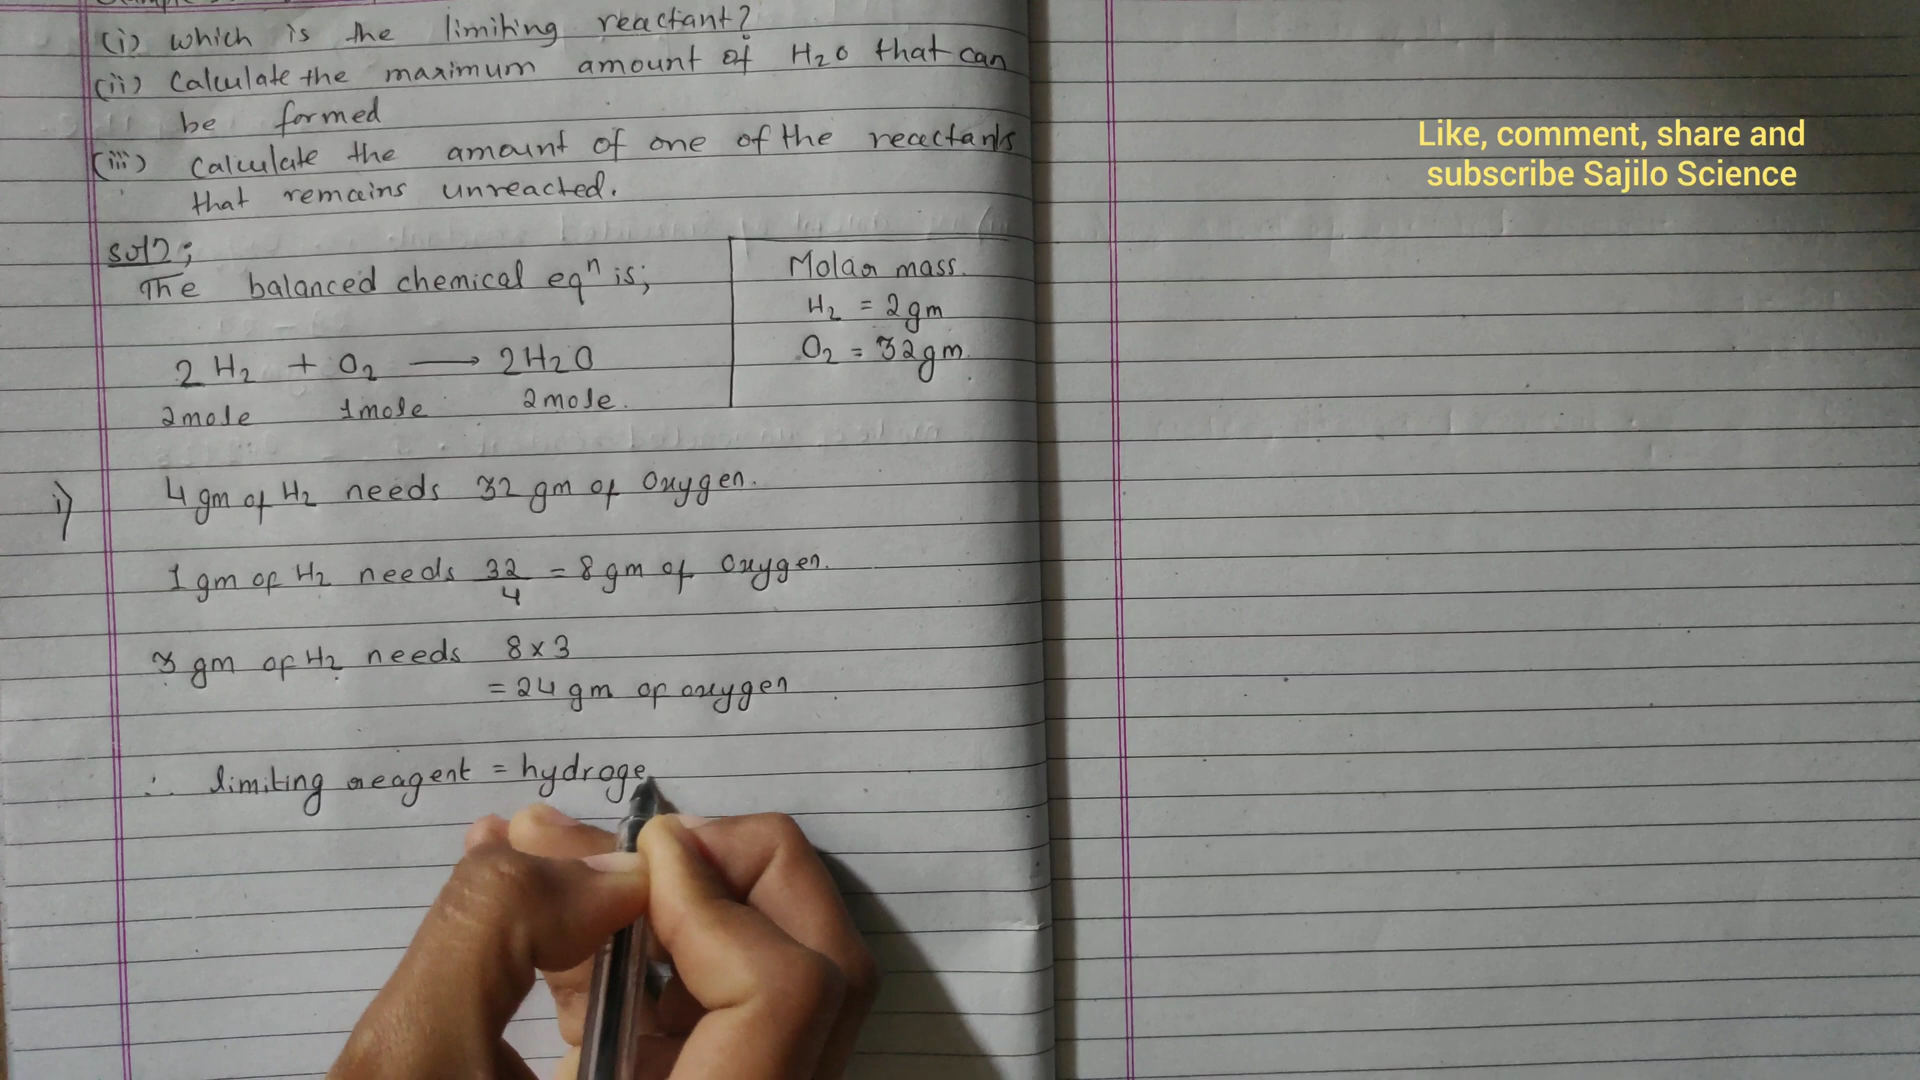 (i) which is the limiting reactant?
(ii) Calculate the maximum amount of H2O that can
be formed
(iii) Calculate the amount of one of the reactants
that remains unreacted.
Soln;
The balanced chemical eqn is;
2 H2 + O2 ⟶ 2H2O
2mole 1mole 2mole.
Molar mass.
H2 = 2gm
O2 = 32gm.
i) 4 gm of H2 needs 32 gm of Oxygen.
1 gm of H2 needs 32/4 = 8 gm of Oxygen.
3 gm of H2 needs 8 x 3
= 24 gm of oxygen
∴ limiting reagent = hydroge
Like, comment, share and
subscribe Sajilo Science